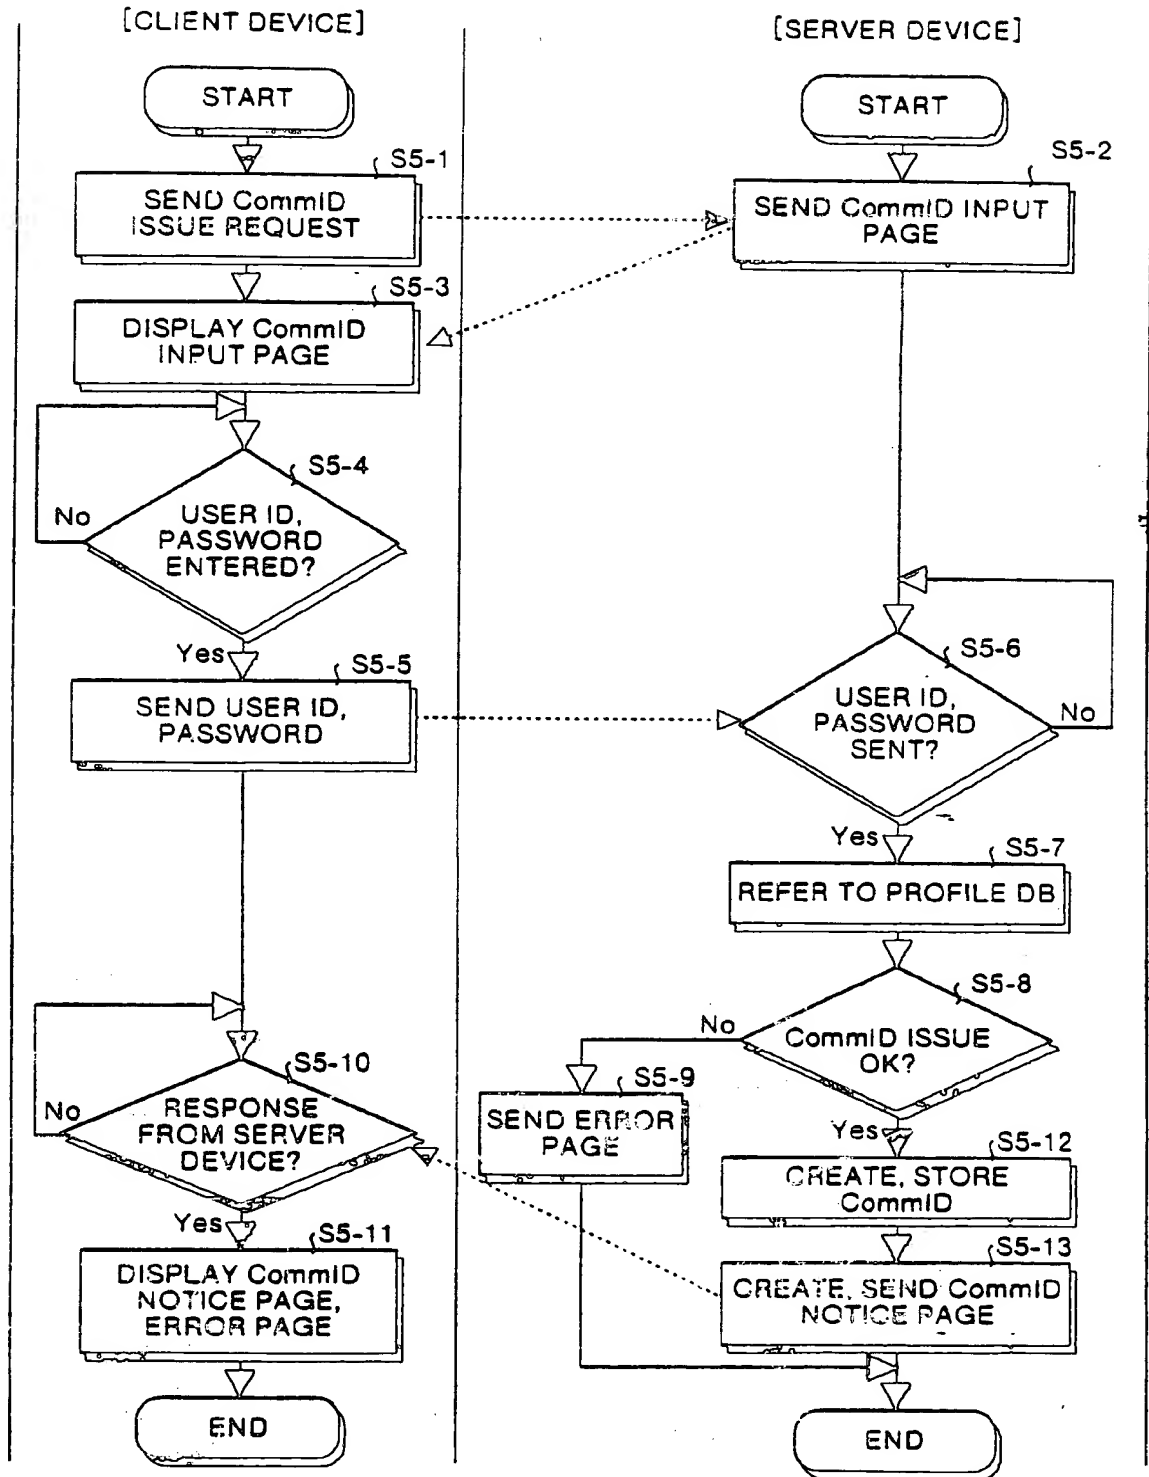 [CLIENT DEVICE]
START
S5-1
SEND CommID
ISSUE REQUEST
S5-3
DISPLAY CommID
INPUT PAGE
S5-4
USER ID,
PASSWORD
ENTERED?
No
Yes
S5-5
SEND USER ID,
PASSWORD
S5-10
RESPONSE
FROM SERVER
DEVICE?
No
Yes
S5-11
DISPLAY CommID
NOTICE PAGE,
ERROR PAGE
END
[SERVER DEVICE]
START
S5-2
SEND CommID INPUT
PAGE
S5-6
USER ID,
PASSWORD
SENT?
No
Yes
S5-7
REFER TO PROFILE DB
S5-8
CommID ISSUE
OK?
No
S5-9
SEND ERROR
PAGE
Yes
S5-12
CREATE, STORE
CommID
S5-13
CREATE, SEND CommID
NOTICE PAGE
END